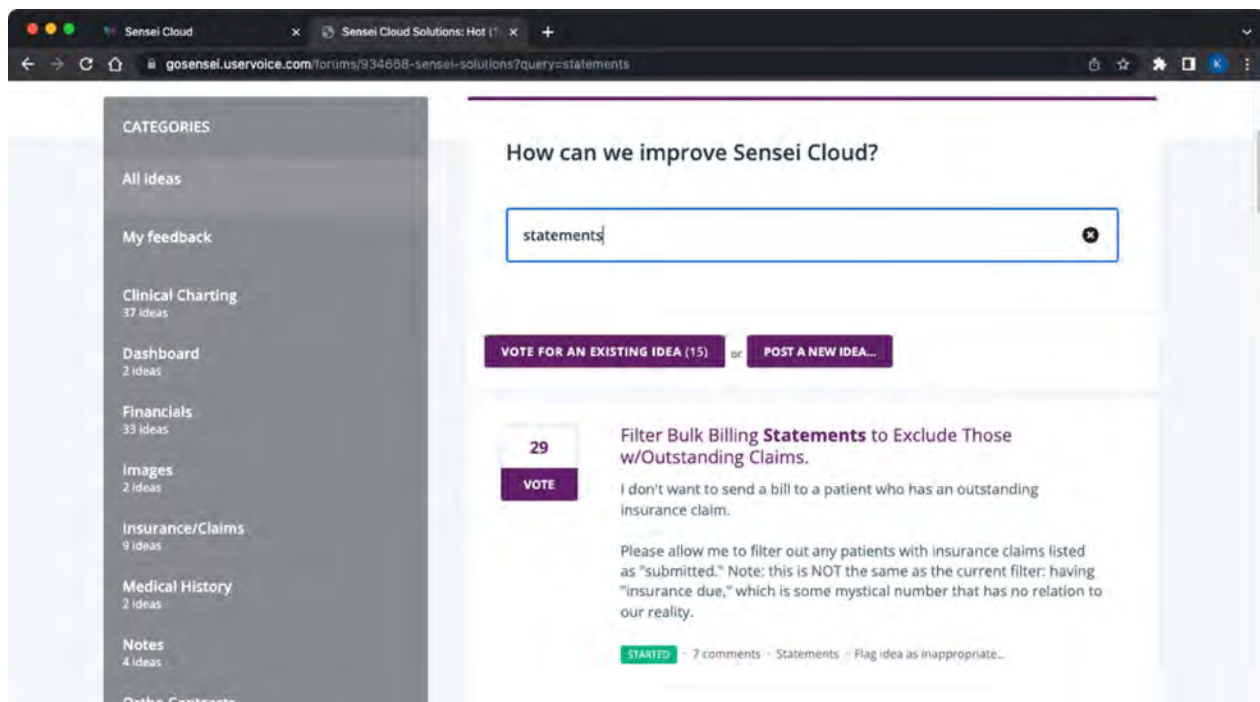 Sensei Cloud
Sensei Cloud Solutions: Hot (1
gosensei.uservoice.com/forums/934668-sensei-solutions?query=statements
K
CATEGORIES
All ideas
My feedback
Clinical Charting
37 ideas
Dashboard
2 ideas
Financials
33 ideas
Images
2 ideas
Insurance/Claims
9 ideas
Medical History
2 ideas
Notes
4 ideas
Ortho Contracts
How can we improve Sensei Cloud?
statements
VOTE FOR AN EXISTING IDEA (15) or POST A NEW IDEA...
29
VOTE
Filter Bulk Billing Statements to Exclude Those
w/Outstanding Claims.
I don't want to send a bill to a patient who has an outstanding
insurance claim.
Please allow me to filter out any patients with insurance claims listed
as "submitted." Note: this is NOT the same as the current filter: having
"insurance due," which is some mystical number that has no relation to
our reality.
STARTED · 7 comments · Statements · Flag idea as inappropriate...